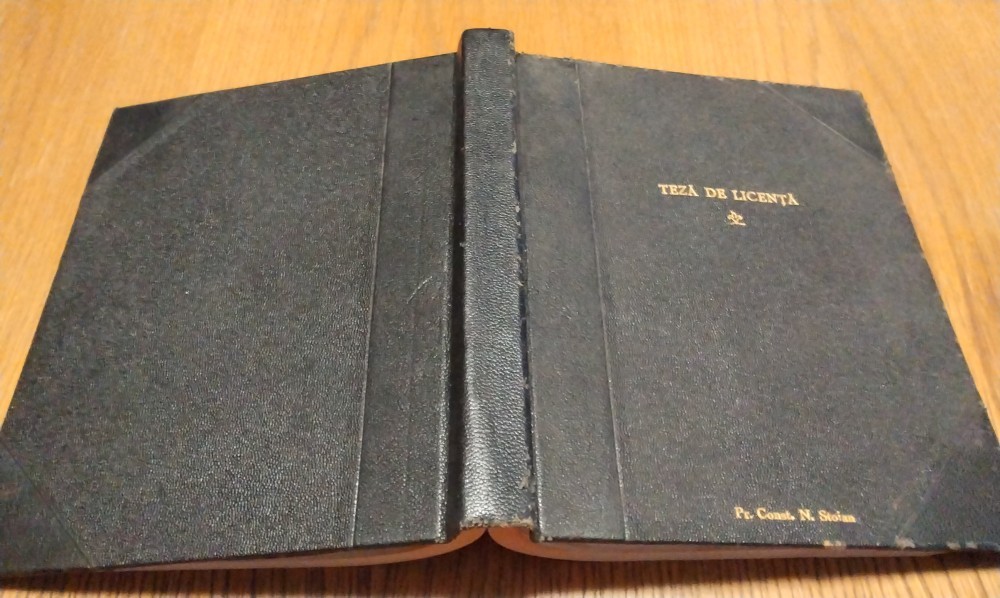 TEZĂ DE LICENȚĂ
Pr. Const. N. Stoian